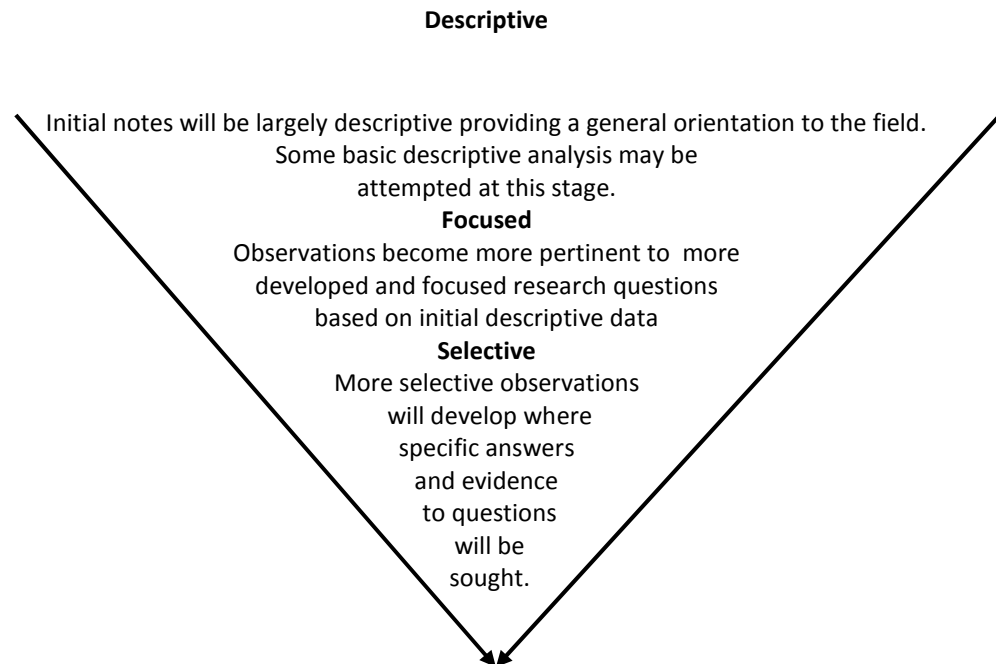 Descriptive
Initial notes will be largely descriptive providing a general orientation to the field.
Some basic descriptive analysis may be
attempted at this stage.
Focused
Observations become more pertinent to  more
developed and focused research questions
based on initial descriptive data
Selective
More selective observations
will develop where
specific answers
and evidence
to questions
will be
sought.